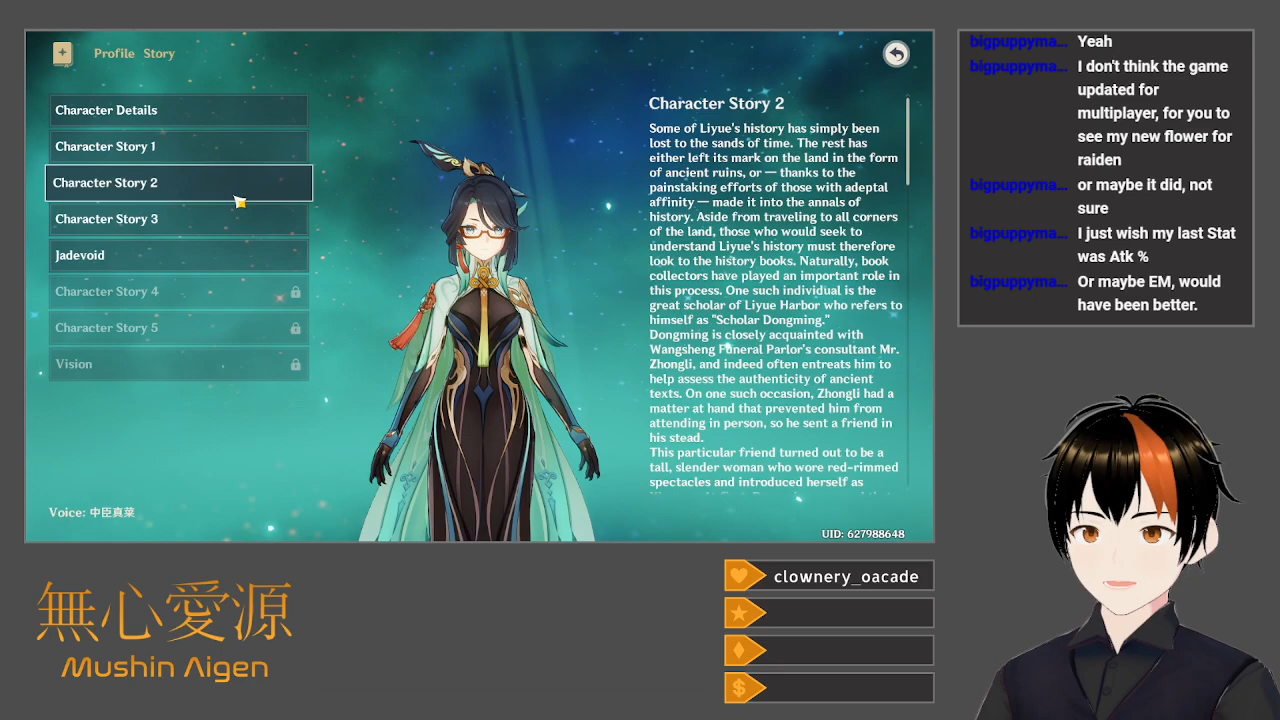 Profile Story
Character Details
Character Story 1
Character Story 2
Character Story 3
Jadevoid
Character Story 4
Character Story 5
Vision
Voice: 中臣真菜
Character Story 2
Some of Liyue's history has simply been
lost to the sands of time. The rest has
either left its mark on the land in the form
of ancient ruins, or — thanks to the
painstaking efforts of those with adeptal
affinity — made it into the annals of
history. Aside from traveling to all corners
of the land, those who would seek to
understand Liyue's history must therefore
look to the history books. Naturally, book
collectors have played an important role in
this process. One such individual is the
great scholar of Liyue Harbor who refers to
himself as "Scholar Dongming."
Dongming is closely acquainted with
Wangsheng Funeral Parlor's consultant Mr.
Zhongli, and indeed often entreats him to
help assess the authenticity of ancient
texts. On one such occasion, Zhongli had a
matter at hand that prevented him from
attending in person, so he sent a friend in
his stead.
This particular friend turned out to be a
tall, slender woman who wore red-rimmed
spectacles and introduced herself as
UID: 627988648
bigpuppyma... Yeah
bigpuppyma... I don't think the game
updated for
multiplayer, for you to
see my new flower for
raiden
bigpuppyma... or maybe it did, not
sure
bigpuppyma... I just wish my last Stat
was Atk %
bigpuppyma... Or maybe EM, would
have been better.
無心愛源
Mushin Aigen
clownery_oacade